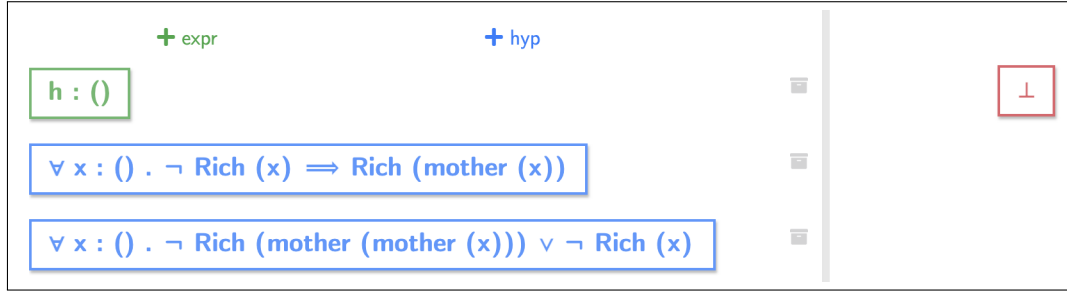 + expr + hyp
h : () ⊥
∀ x : () . ¬ Rich (x) ⟹ Rich (mother (x))
∀ x : () . ¬ Rich (mother (mother (x))) ∨ ¬ Rich (x)